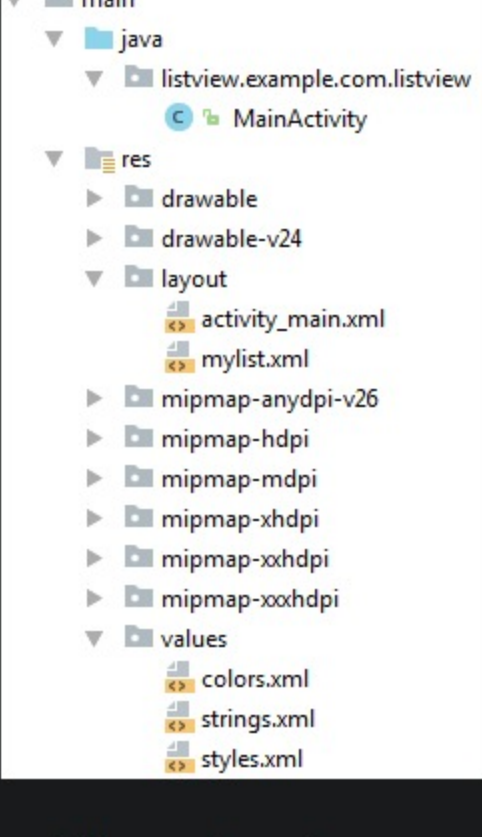 main
java
listview.example.com.listview
C MainActivity
res
drawable
drawable-v24
layout
activity_main.xml
mylist.xml
mipmap-anydpi-v26
mipmap-hdpi
mipmap-mdpi
mipmap-xhdpi
mipmap-xxhdpi
mipmap-xxxhdpi
values
colors.xml
strings.xml
styles.xml